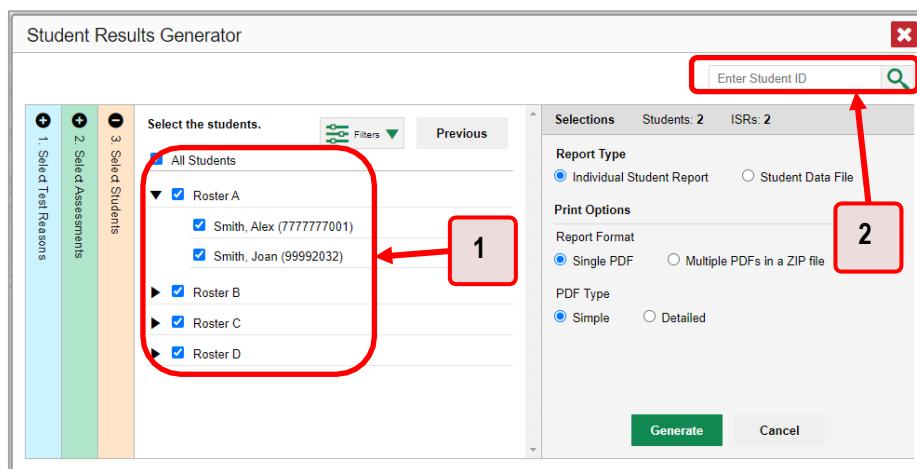 Student Results Generator
Enter Student ID
1. Select Test Reasons
2. Select Assessments
3. Select Students
Select the students.
Filters
Previous
All Students
Roster A
Smith, Alex (7777777001)
Smith, Joan (99992032)
Roster B
Roster C
Roster D
1
Selections Students: 2 ISRs: 2
Report Type
Individual Student Report Student Data File
Print Options
Report Format
Single PDF Multiple PDFs in a ZIP file
PDF Type
Simple Detailed
2
Generate Cancel